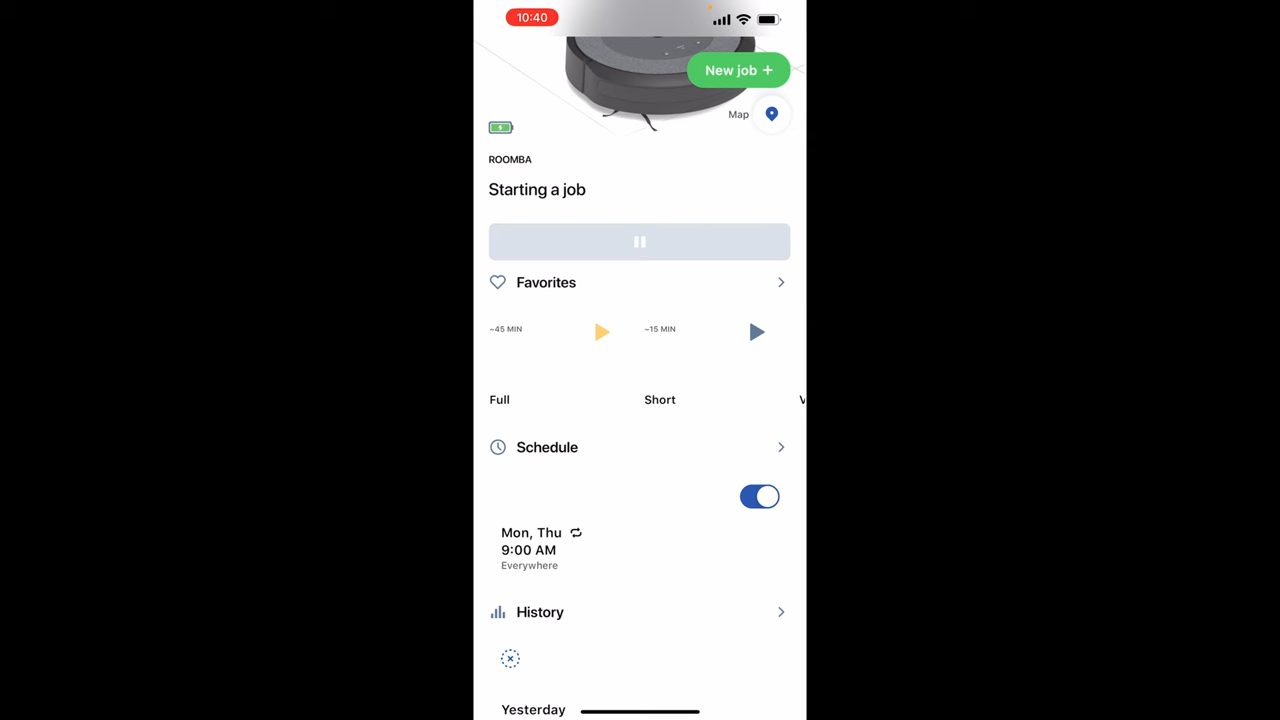 10:40
New job +
Map
ROOMBA
Starting a job
Favorites
~45 MIN
~15 MIN
Full
Short
Schedule
Mon, Thu
9:00 AM
Everywhere
History
Yesterday